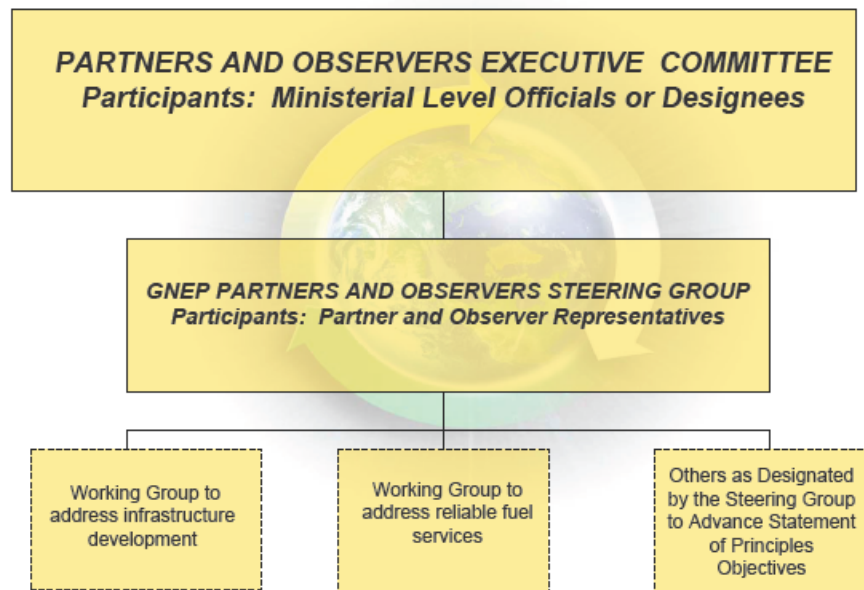 PARTNERS AND OBSERVERS EXECUTIVE COMMITTEE
Participants: Ministerial Level Officials or Designees
GNEP PARTNERS AND OBSERVERS STEERING GROUP
Participants: Partner and Observer Representatives
Working Group to
address infrastructure
development
Working Group to
address reliable fuel
services
Others as Designated
by the Steering Group
to Advance Statement
of Principles
Objectives